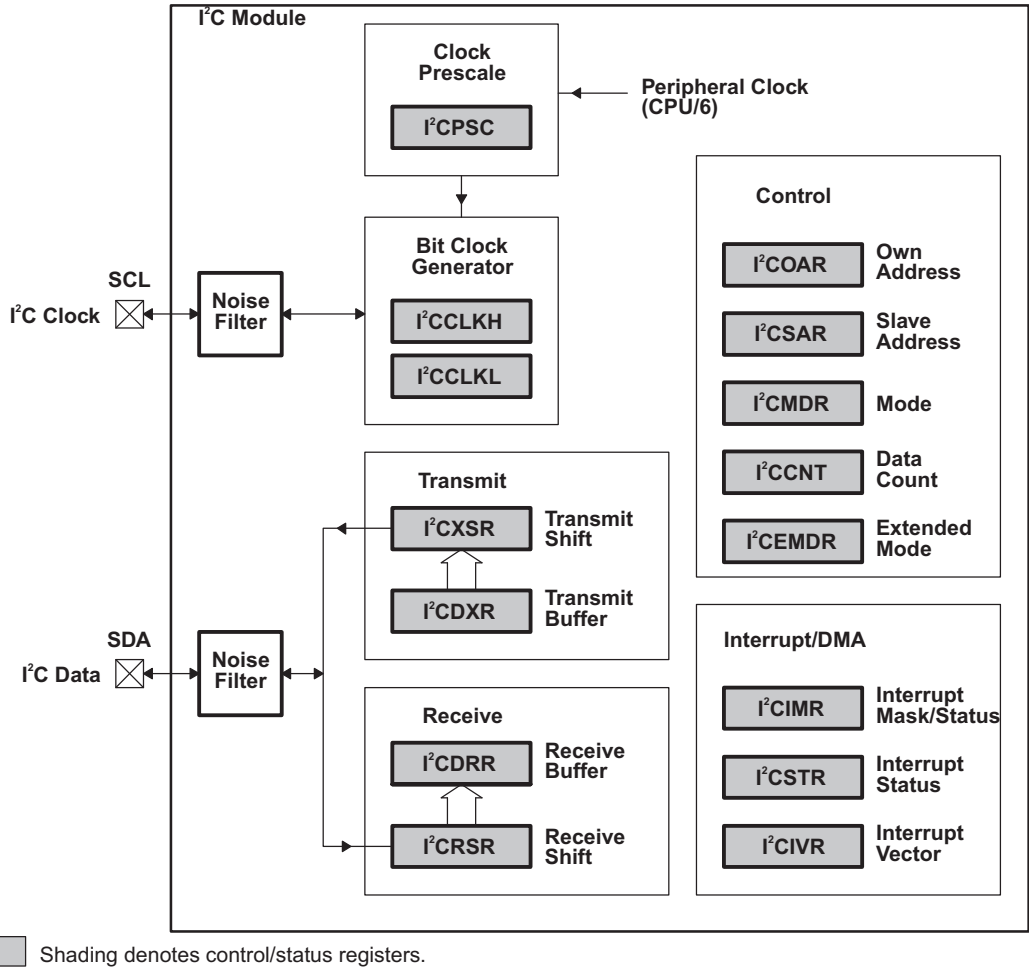 I²C Module
Clock
Prescale
I²CPSC
Peripheral Clock
(CPU/6)
Bit Clock
Generator
I²CCLKH
I²CCLKL
SCL
I²C Clock
Noise
Filter
Control
I²COAR
Own
Address
I²CSAR
Slave
Address
I²CMDR
Mode
I²CCNT
Data
Count
I²CEMDR
Extended
Mode
Transmit
I²CXSR
Transmit
Shift
I²CDXR
Transmit
Buffer
SDA
I²C Data
Noise
Filter
Receive
I²CDRR
Receive
Buffer
I²CRSR
Receive
Shift
Interrupt/DMA
I²CIMR
Interrupt
Mask/Status
I²CSTR
Interrupt
Status
I²CIVR
Interrupt
Vector
Shading denotes control/status registers.